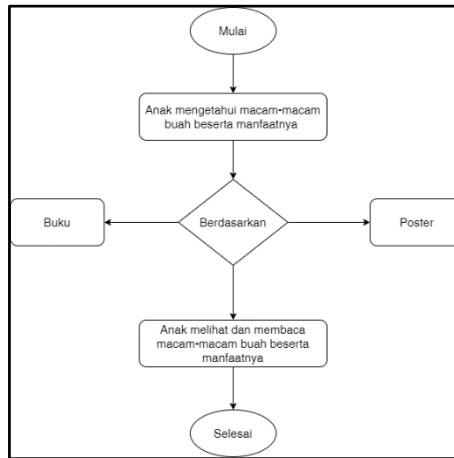 Mulai
Anak mengetahui macam-macam
buah beserta manfaatnya
Buku
Berdasarkan
Poster
Anak melihat dan membaca
macam-macam buah beserta
manfaatnya
Selesai